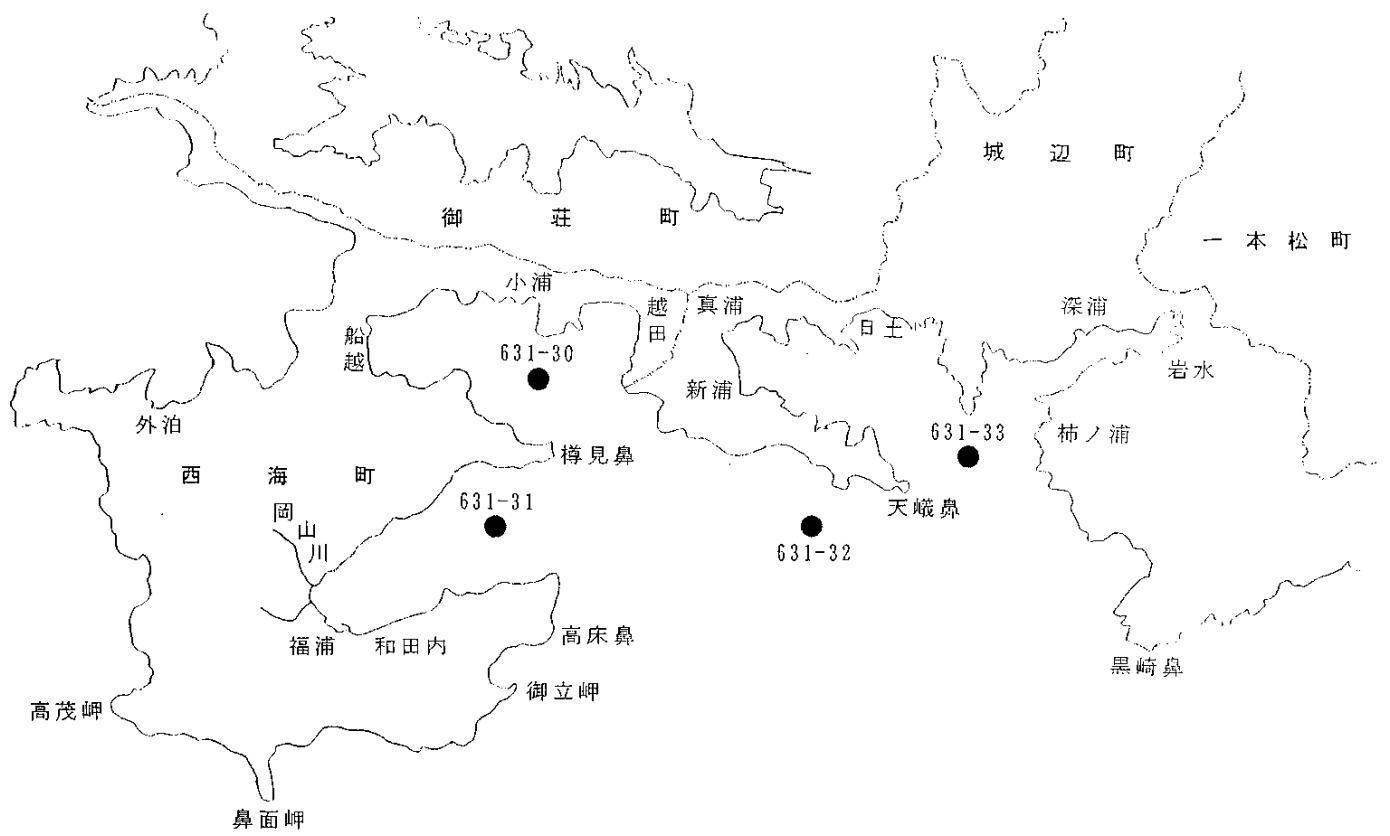 城辺町
御荘町
一本松町
小浦
越田
真浦
深浦
日土
船越
631-30
岩水
新浦
外泊
631-33
柿ノ浦
樽見鼻
西海町
631-31
天嶬鼻
岡山川
631-32
福浦
和田内
高床鼻
黒崎鼻
御立岬
高茂岬
鼻面岬